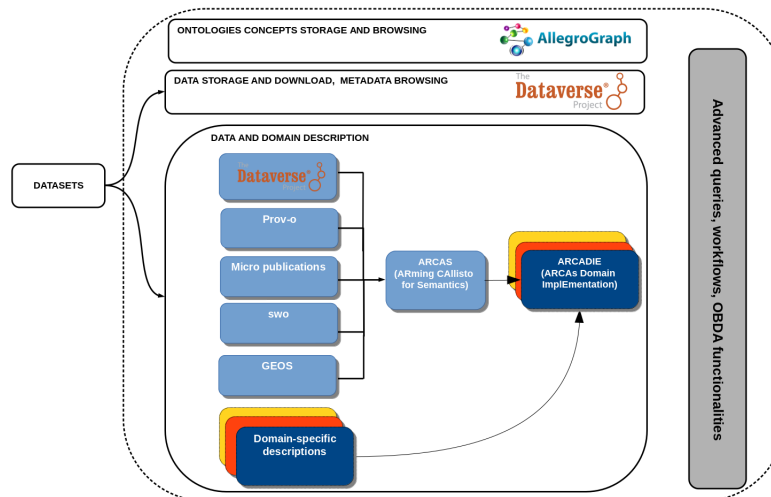 ONTOLOGIES CONCEPTS STORAGE AND BROWSING
AllegroGraph
DATA STORAGE AND DOWNLOAD, METADATA BROWSING
The
Dataverse®
Project
DATA AND DOMAIN DESCRIPTION
DATASETS
The
Dataverse®
Project
Prov-o
Micro publications
swo
GEOS
ARCAS
(ARming CAllisto
for Semantics)
ARCADIE
(ARCAs Domain
ImplEmentation)
Domain-specific
descriptions
Advanced queries, workflows, OBDA functionalities